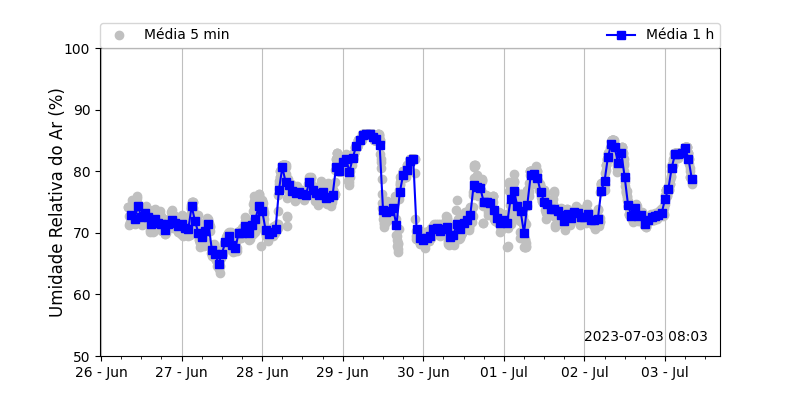 Média 5 min
Média 1 h
Umidade Relativa do Ar (%)
100
90
80
70
60
50
2023-07-03 08:03
26 - Jun
27 - Jun
28 - Jun
29 - Jun
30 - Jun
01 - Jul
02 - Jul
03 - Jul